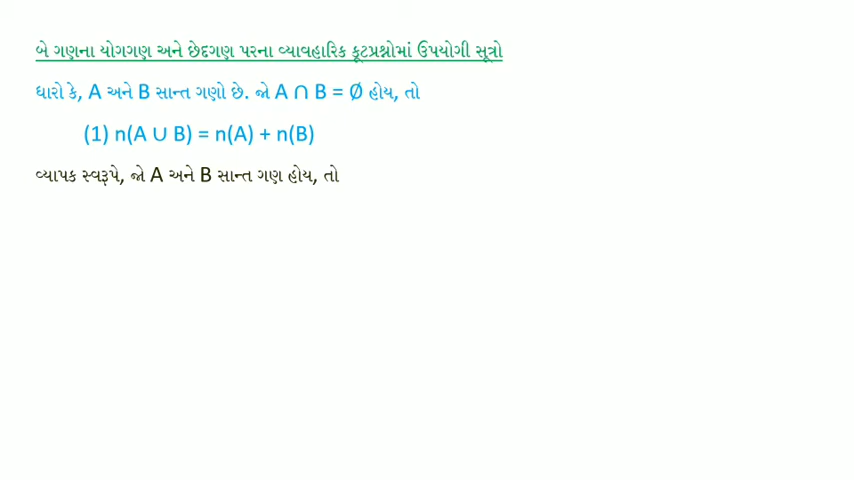 બે ગણના યોગગણ અને છેદગણ પરના વ્યાવહારિક કૂટપ્રશ્નોમાં ઉપયોગી સૂત્રો
ધારો કે, A અને B સાન્ત ગણો છે. જો A ∩ B = Ø હોય, તો
(1) n(A ∪ B) = n(A) + n(B)
વ્યાપક સ્વરૂપે, જો A અને B સાન્ત ગણ હોય, તો